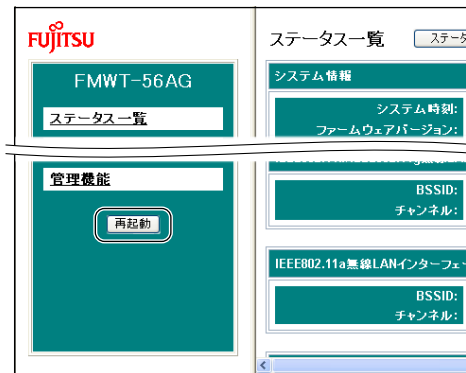 FUJITSU
FMWT-56AG
ステータス一覧
管理機能
再起動
ステータス一覧
ステータ
システム情報
システム時刻:
ファームウェアバージョン:
BSSID:
チャンネル:
IEEE802.11a無線LANインターフェー
BSSID:
チャンネル: